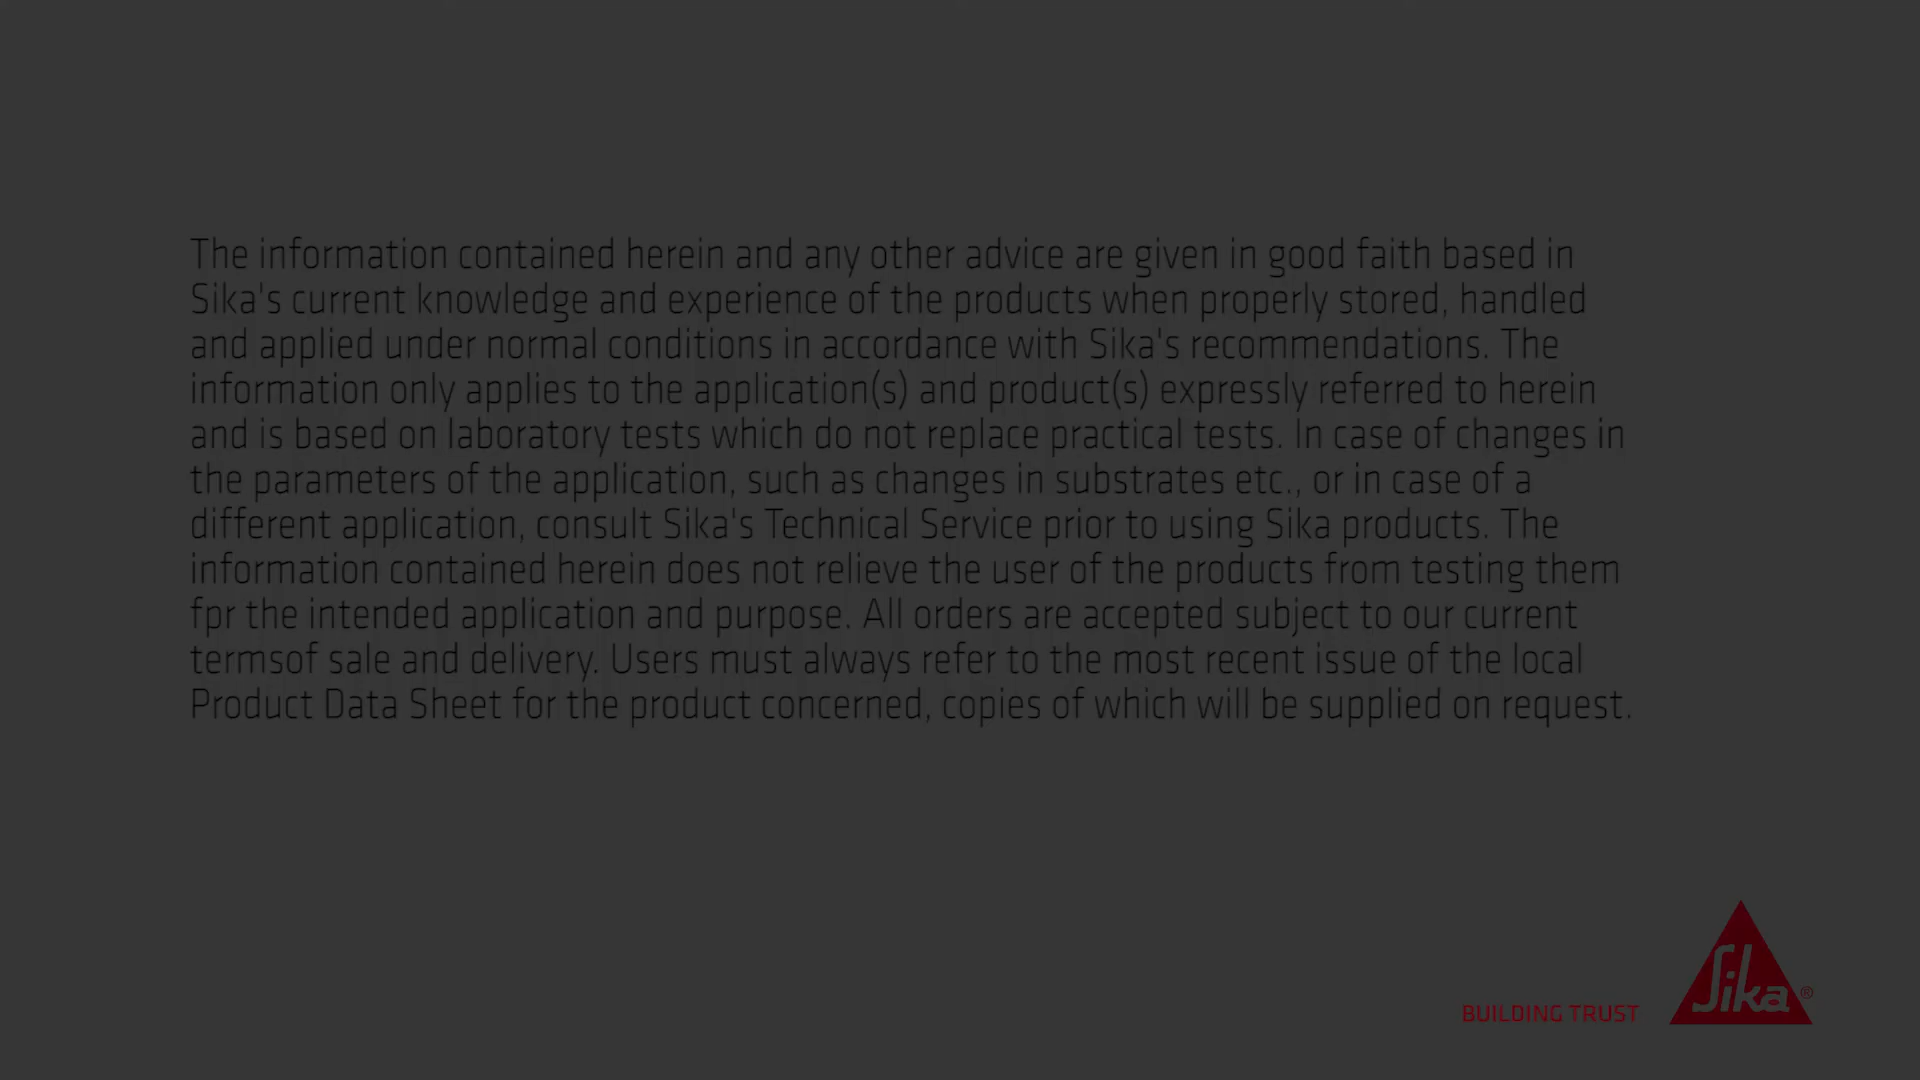 The information contained herein and any other advice are given in good faith based in
Sika's current knowledge and experience of the products when properly stored, handled
and applied under normal conditions in accordance with Sika's recommendations. The
information only applies to the application(s) and product(s) expressly referred to herein
and is based on laboratory tests which do not replace practical tests. In case of changes in
the parameters of the application, such as changes in substrates etc., or in case of a
different application, consult Sika's Technical Service prior to using Sika products. The
information contained herein does not relieve the user of the products from testing them
fpr the intended application and purpose. All orders are accepted subject to our current
termsof sale and delivery. Users must always refer to the most recent issue of the local
Product Data Sheet for the product concerned, copies of which will be supplied on request.
BUILDING TRUST
Sika®